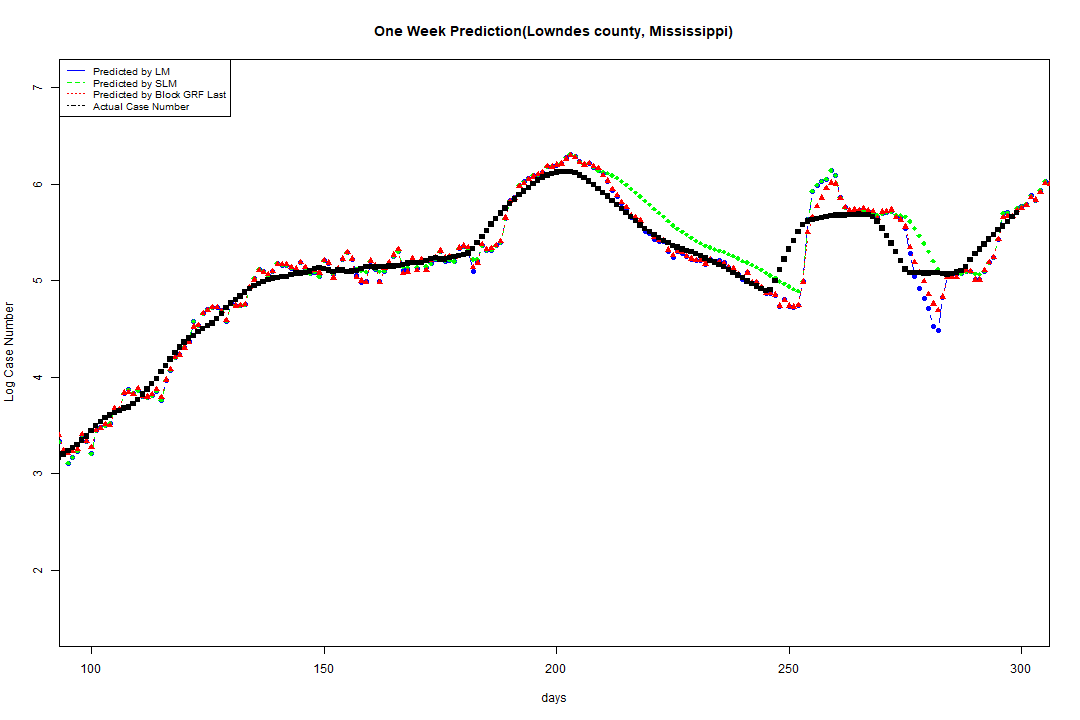 One Week Prediction(Lowndes county, Mississippi)
Predicted by LM
Predicted by SLM
Predicted by Block GRF Last
Actual Case Number
7
6
5
4
3
2
Log Case Number
100 150 200 250 300
days